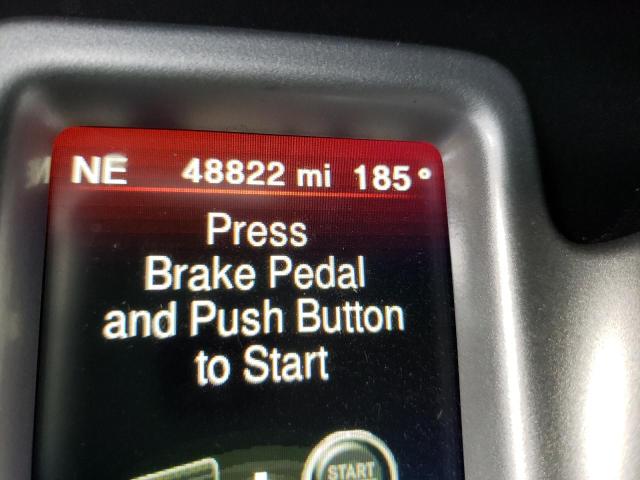 NE 48822 mi 185°
Press
Brake Pedal
and Push Button
to Start
START